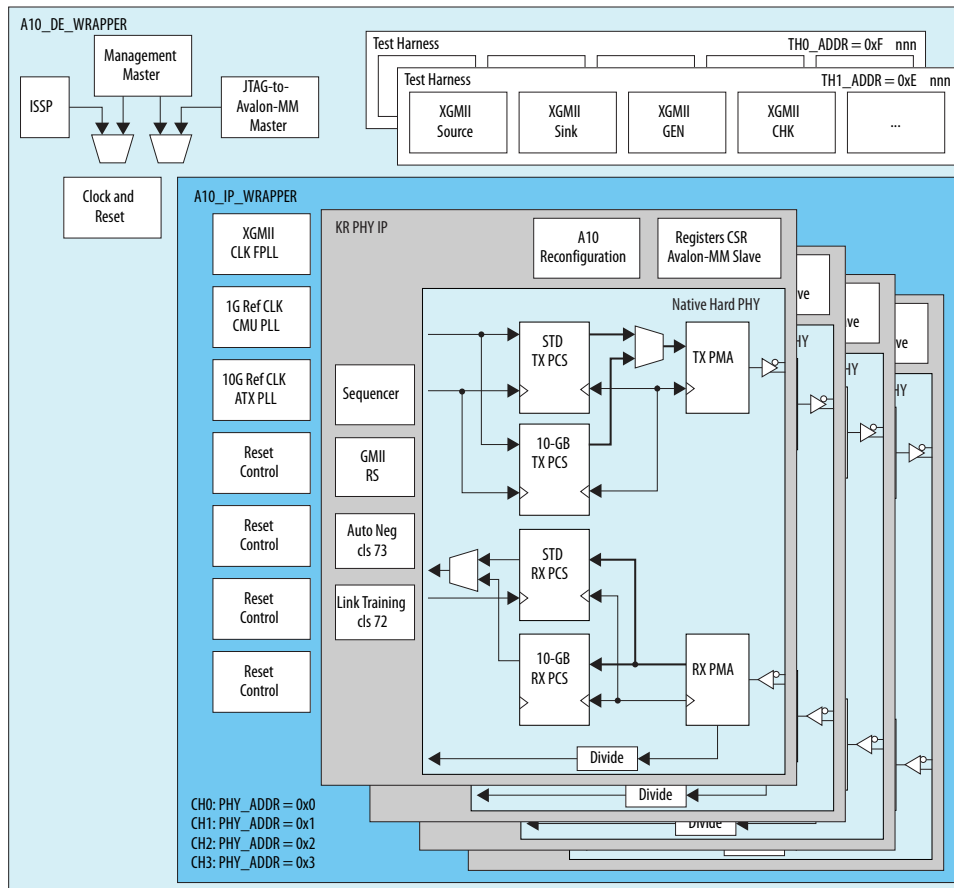 A10_DE_WRAPPER
Management
Master
ISSP
JTAG-to-
Avalon-MM
Master
Clock and
Reset
Test Harness
TH0_ADDR = 0xF nnn
Test Harness
TH1_ADDR = 0xE nnn
XGMII
Source
XGMII
Sink
XGMII
GEN
XGMII
CHK
...
A10_IP_WRAPPER
XGMII
CLK FPLL
1G Ref CLK
CMU PLL
10G Ref CLK
ATX PLL
Reset
Control
Reset
Control
Reset
Control
Reset
Control
CH0: PHY_ADDR = 0x0
CH1: PHY_ADDR = 0x1
CH2: PHY_ADDR = 0x2
CH3: PHY_ADDR = 0x3
KR PHY IP
A10
Reconfiguration
Registers CSR
Avalon-MM Slave
Sequencer
GMII
RS
Auto Neg
cls 73
Link Training
cls 72
Native Hard PHY
STD
TX PCS
TX PMA
10-GB
TX PCS
STD
RX PCS
10-GB
RX PCS
RX PMA
Divide
ave
HY
Divide
ave
HY
Divide
ave